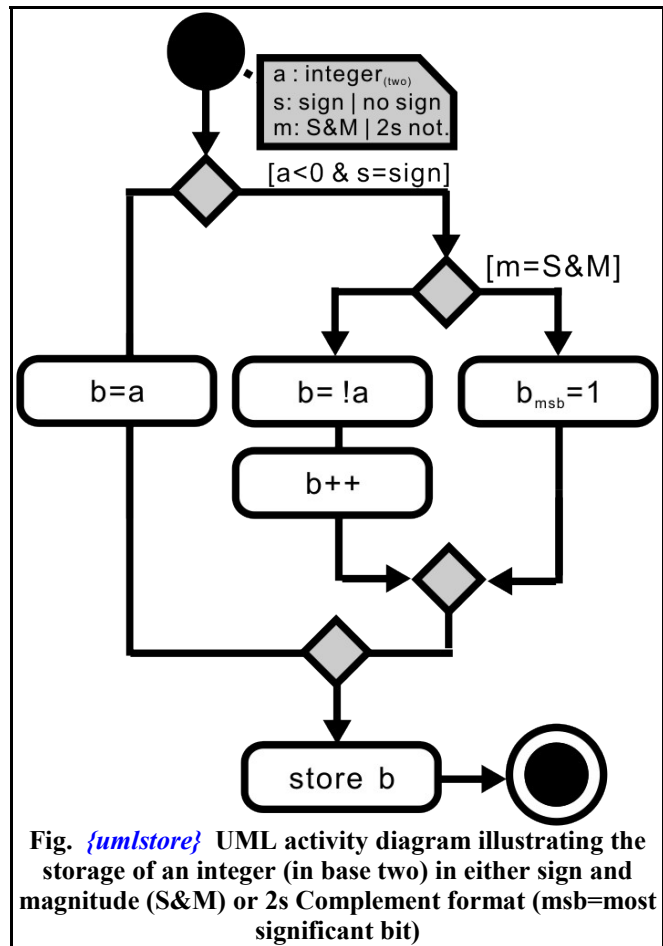 a : integer(two)
s: sign | no sign
m: S&M | 2s not.
[a<0 & s=sign]
[m=S&M]
b=a
b= !a
bmsb=1
b++
store b
Fig. {umlstore} UML activity diagram illustrating the
storage of an integer (in base two) in either sign and
magnitude (S&M) or 2s Complement format (msb=most
significant bit)